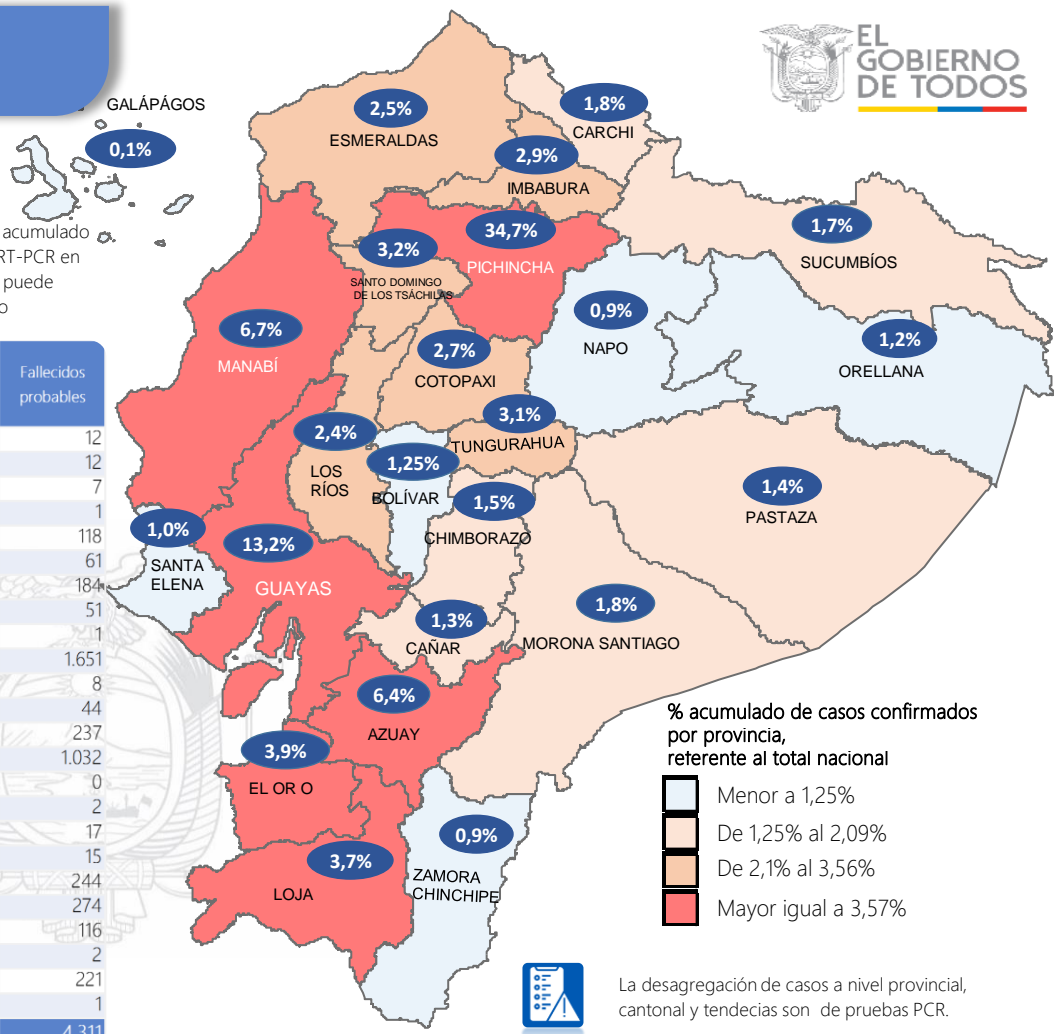 EL
GOBIERNO
DE TODOS
GALÁPÁGOS
0,1%
acumulado
RT-PCR en
puede
Fallecidos
probables
12
12
7
1
118
61
184
51
1
1.651
8
44
237
1.032
0
2
17
15
244
274
116
2
221
1
4.311
2,5%
ESMERALDAS
1,8%
CARCHI
2,9%
IMBABURA
34,7%
PICHINCHA
1,7%
SUCUMBÍOS
3,2%
SANTO DOMINGO
DE LOS TSÁCHILAS
6,7%
MANABÍ
0,9%
NAPO
1,2%
ORELLANA
2,7%
COTOPAXI
3,1%
TUNGURAHUA
2,4%
LOS
RÍOS
1,25%
BOLÍVAR
1,5%
CHIMBORAZO
1,4%
PASTAZA
1,0%
SANTA
ELENA
13,2%
GUAYAS
1,3%
CAÑAR
1,8%
MORONA SANTIAGO
6,4%
AZUAY
3,9%
EL OR O
3,7%
LOJA
0,9%
ZAMORA
CHINCHIPE
% acumulado de casos confirmados
por provincia,
referente al total nacional
Menor a 1,25%
De 1,25% al 2,09%
De 2,1% al 3,56%
Mayor igual a 3,57%
La desagregación de casos a nivel provincial,
cantonal y tendecias son de pruebas PCR.